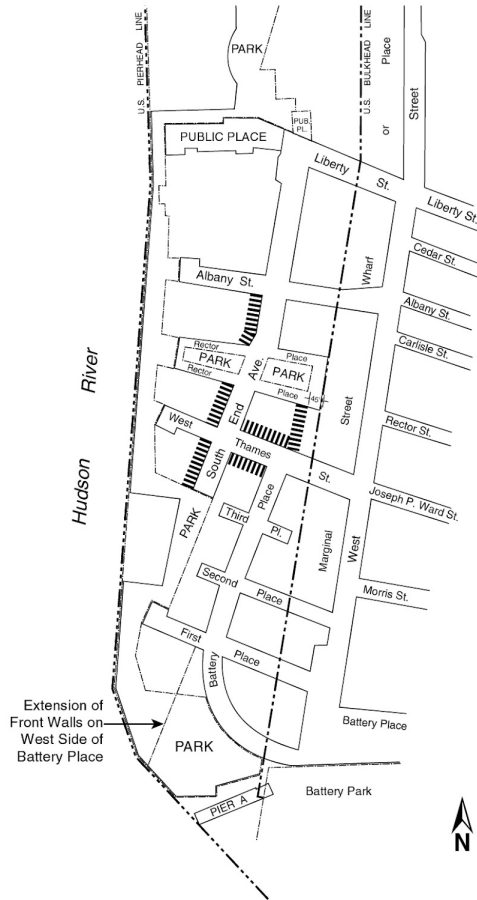 U.S. PIERHEAD LINE
PARK
U.S. BULKHEAD LINE
Place
or
Street
PUBLIC PLACE
PUB.
PL.
Liberty
St.
Liberty St.
Cedar St.
Wharf
Albany St.
Albany St.
Carlisle St.
Rector
Place
PARK
PARK
Rector
Place
45'
Ave.
End
South
Street
Rector St.
Hudson River
West
Thames
St.
Joseph P. Ward St.
Place
PARK
Third
Pl.
Marginal
West
Second
Place
Morris St.
First
Place
Battery
Extension of
Front Walls on
West Side of
Battery Place
PARK
Battery Place
Battery Park
PIER A
N